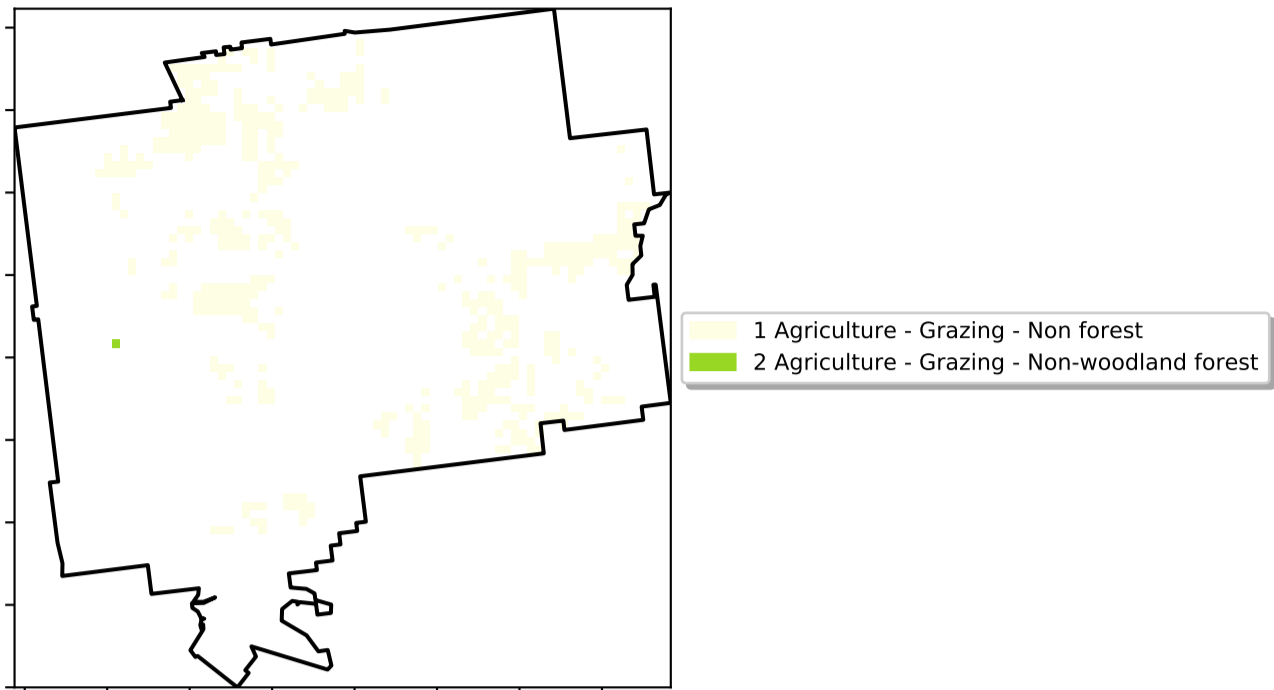 1 Agriculture - Grazing - Non forest
2 Agriculture - Grazing - Non-woodland forest